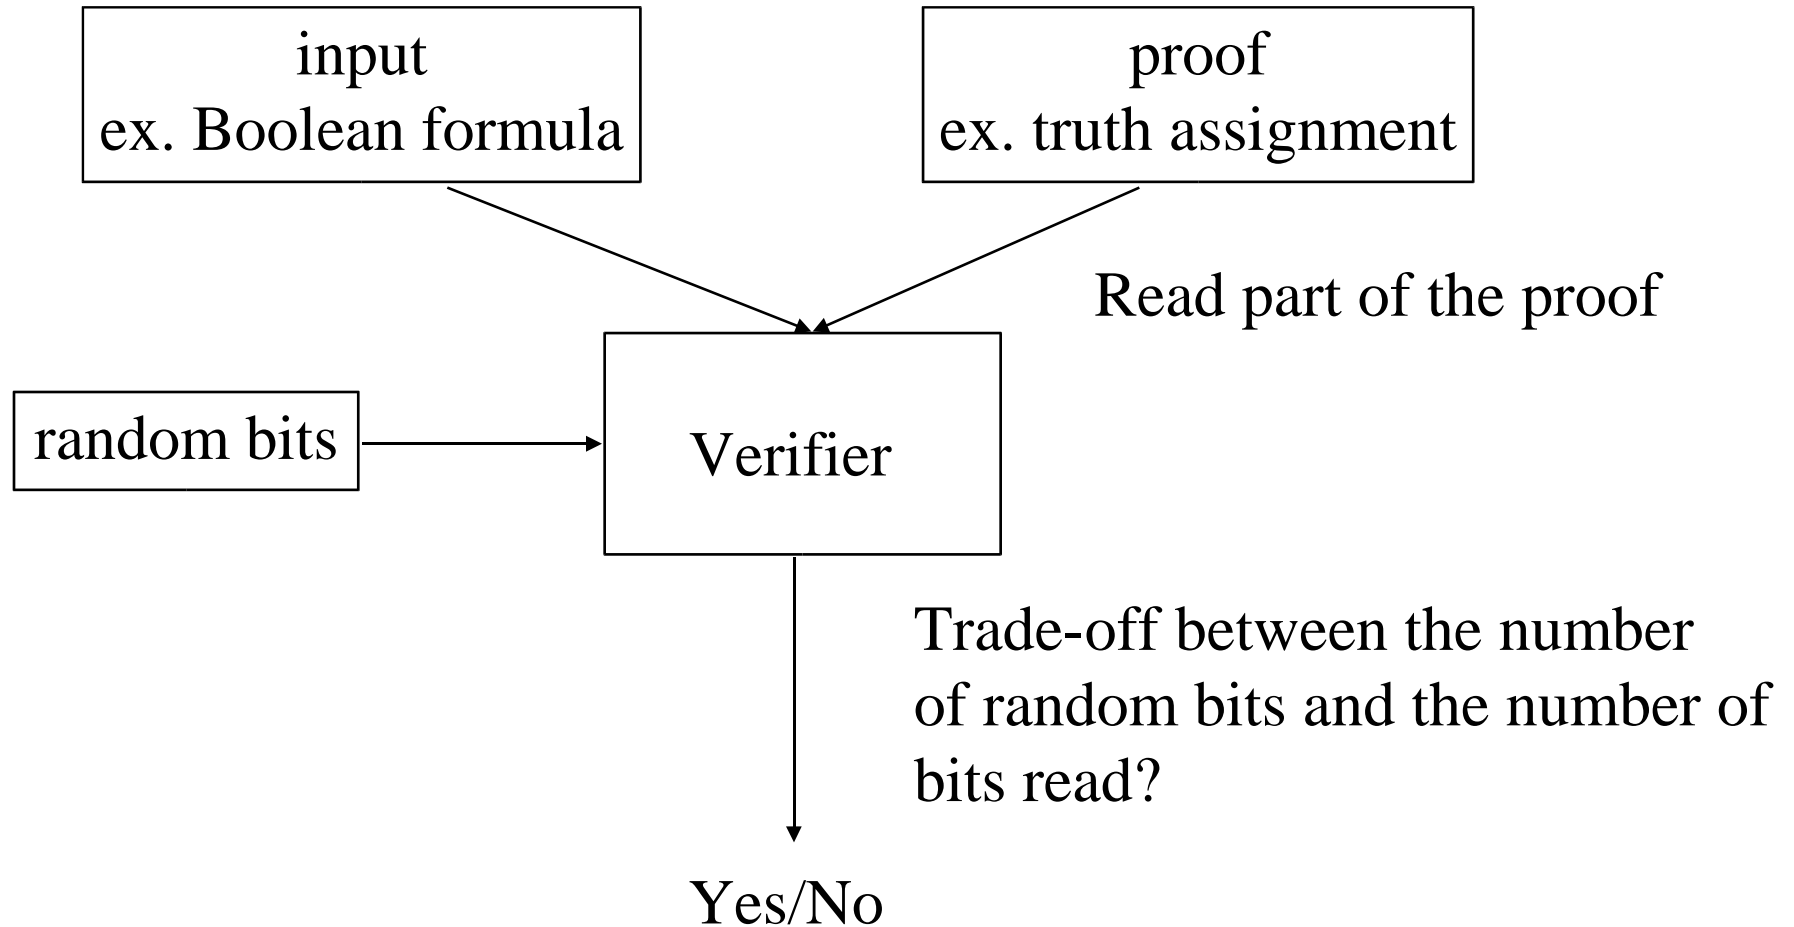 input
ex. Boolean formula
proof
ex. truth assignment
Read part of the proof
random bits
Verifier
Trade-off between the number
of random bits and the number of
bits read?
Yes/No